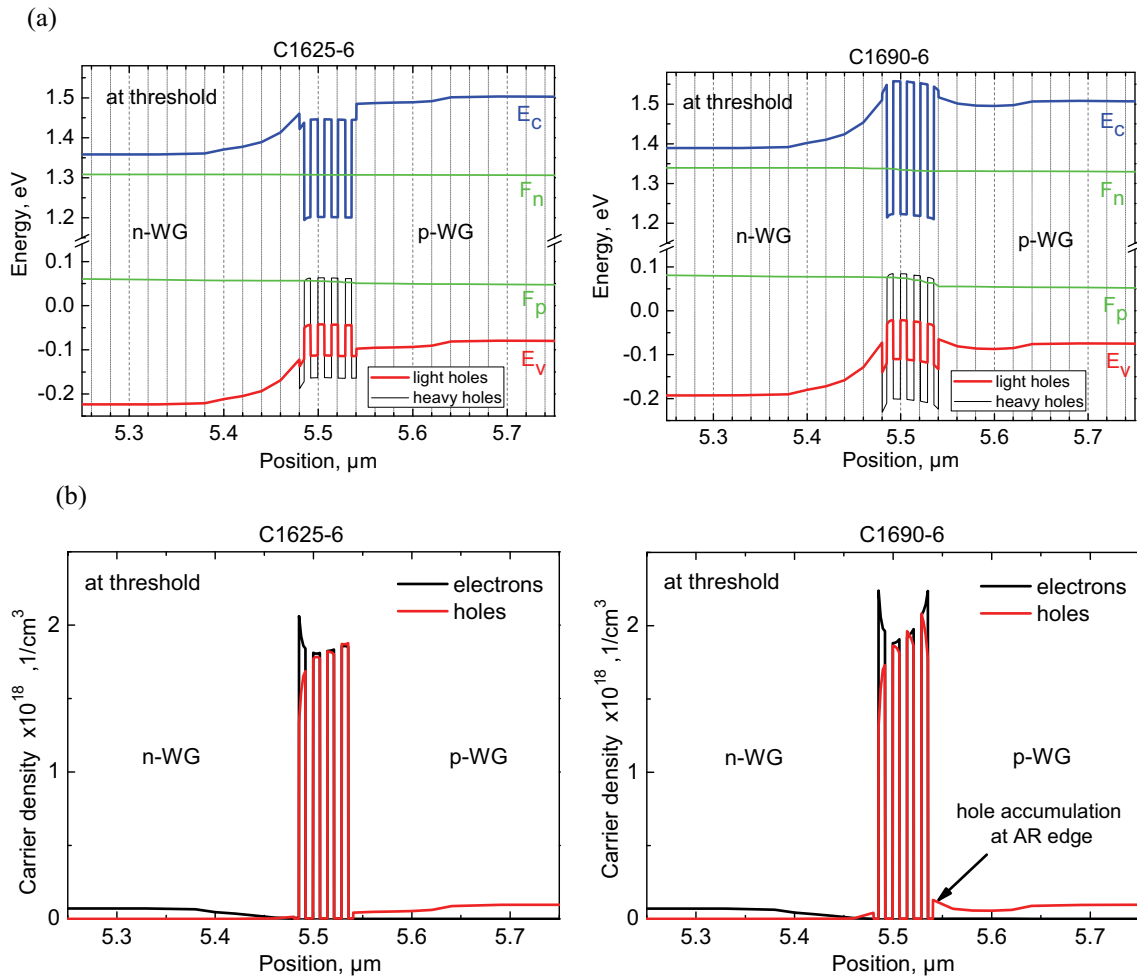 (a)
C1625-6
at threshold
E_c
F_n
n-WG
p-WG
F_p
E_v
light holes
heavy holes
Energy, eV
1.5
1.4
1.3
1.2
0.1
0.0
-0.1
-0.2
5.3 5.4 5.5 5.6 5.7
Position, µm
C1690-6
at threshold
E_c
F_n
n-WG
p-WG
F_p
E_v
light holes
heavy holes
Energy, eV
1.5
1.4
1.3
1.2
0.1
0.0
-0.1
-0.2
5.3 5.4 5.5 5.6 5.7
Position, µm
(b)
C1625-6
at threshold
electrons
holes
n-WG
p-WG
Carrier density x10^18 ,1/cm^3
2
1
0
5.3 5.4 5.5 5.6 5.7
Position, µm
C1690-6
at threshold
electrons
holes
n-WG
p-WG
hole accumulation
at AR edge
Carrier density x10^18 ,1/cm^3
2
1
0
5.3 5.4 5.5 5.6 5.7
Position, µm